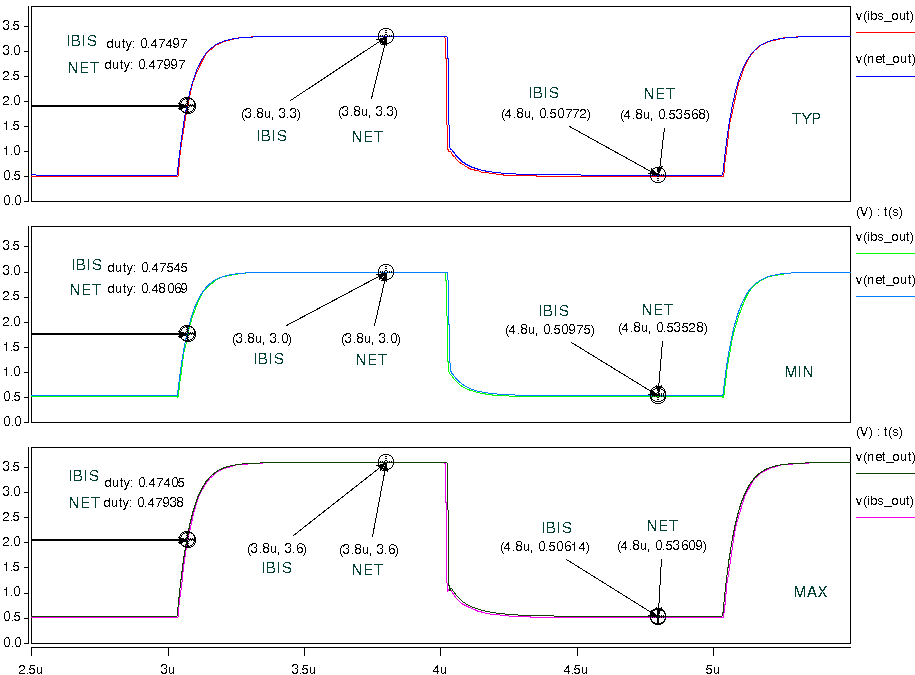 v(ibs_out)
3.5
IBIS duty: 0.47497
v(net_out)
3.0
NET duty: 0.47997
2.5
IBIS
NET
2.0
(3.8u, 3.3)
(3.8u, 3.3)
(4.8u, 0.50772)
(4.8u, 0.53568)
TYP
1.5
IBIS
NET
1.0
0.5
0.0
(V) : t(s)
v(ibs_out)
3.5
IBIS duty: 0.47545
3.0
v(net_out)
NET duty: 0.48069
2.5
IBIS
NET
2.0
(4.8u, 0.50975)
(4.8u, 0.53528)
(3.8u, 3.0)
(3.8u, 3.0)
1.5
IBIS
NET
MIN
1.0
0.5
0.0
(V) : t(s)
v(net_out)
3.5
IBIS duty: 0.47405
3.0
NET duty: 0.47938
v(ibs_out)
2.5
IBIS
NET
2.0
(3.8u, 3.6)
(3.8u, 3.6)
(4.8u, 0.50614)
(4.8u, 0.53609)
1.5
IBIS
NET
MAX
1.0
0.5
0.0
2.5u
3u
3.5u
4u
4.5u
5u